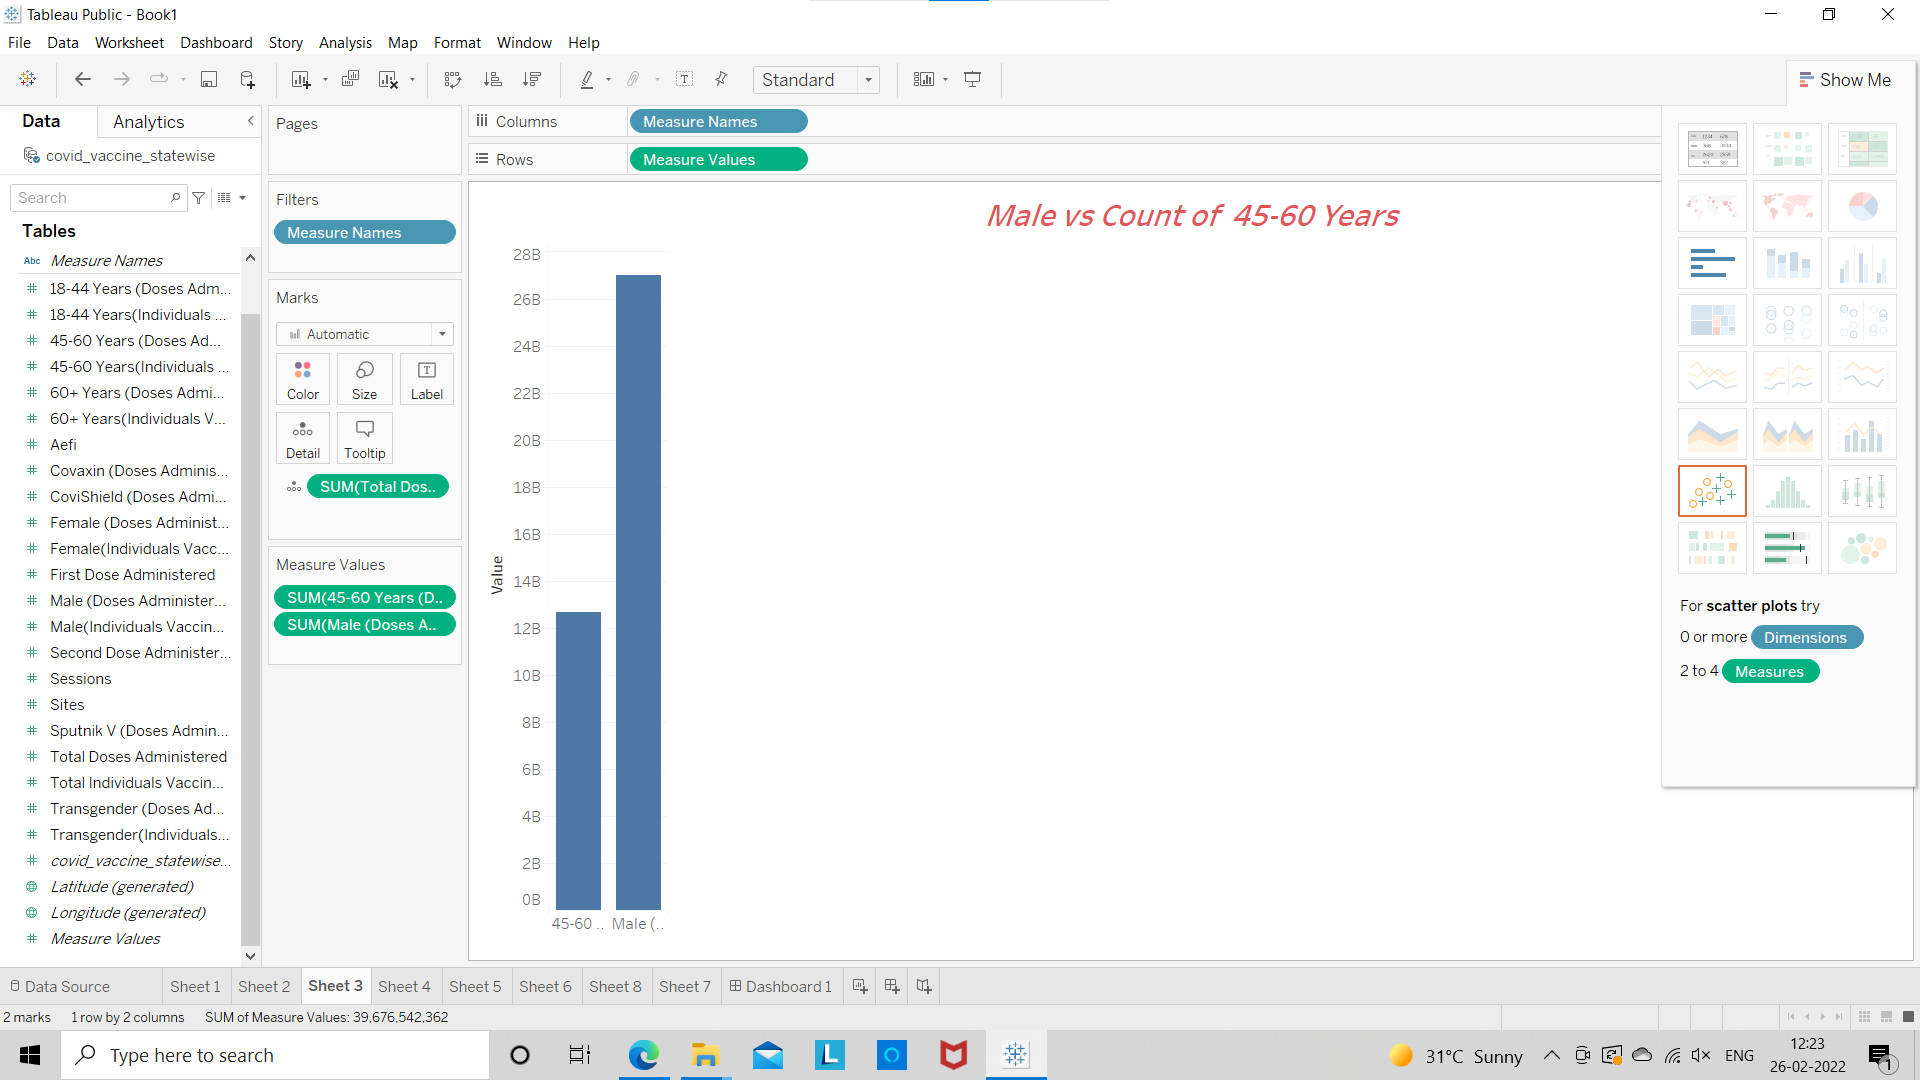 Tableau Public - Book1
File Data Worksheet Dashboard Story Analysis Map Format Window Help
Standard
Show Me
Data Analytics
covid_vaccine_statewise
Search
Tables
Abc Measure Names
18-44 Years (Doses Adm...
18-44 Years(Individuals ...
45-60 Years (Doses Ad...
45-60 Years(Individuals ...
60+ Years (Doses Admi...
60+ Years(Individuals V...
Aefi
Covaxin (Doses Adminis...
CoviShield (Doses Admi...
Female (Doses Administ...
Female(Individuals Vacc...
First Dose Administered
Male (Doses Administer...
Male(Individuals Vaccin...
Second Dose Administer...
Sessions
Sites
Sputnik V (Doses Admin...
Total Doses Administered
Total Individuals Vaccin...
Transgender (Doses Ad...
Transgender(Individuals...
covid_vaccine_statewise...
Latitude (generated)
Longitude (generated)
Measure Values
Pages
Filters
Measure Names
Marks
Automatic
Color Size Label
Detail Tooltip
SUM(Total Dos..
Measure Values
SUM(45-60 Years (D..
SUM(Male (Doses A..
Columns Measure Names
Rows Measure Values
Male vs Count of 45-60 Years
28B
26B
24B
22B
20B
18B
16B
14B
12B
10B
8B
6B
4B
2B
0B
Value
45-60 .. Male (..
For scatter plots try
0 or more Dimensions
2 to 4 Measures
Data Source Sheet 1 Sheet 2 Sheet 3 Sheet 4 Sheet 5 Sheet 6 Sheet 8 Sheet 7 Dashboard 1
2 marks 1 row by 2 columns SUM of Measure Values: 39,676,542,362
Type here to search
L
31°C Sunny
ENG
12:23
26-02-2022
1